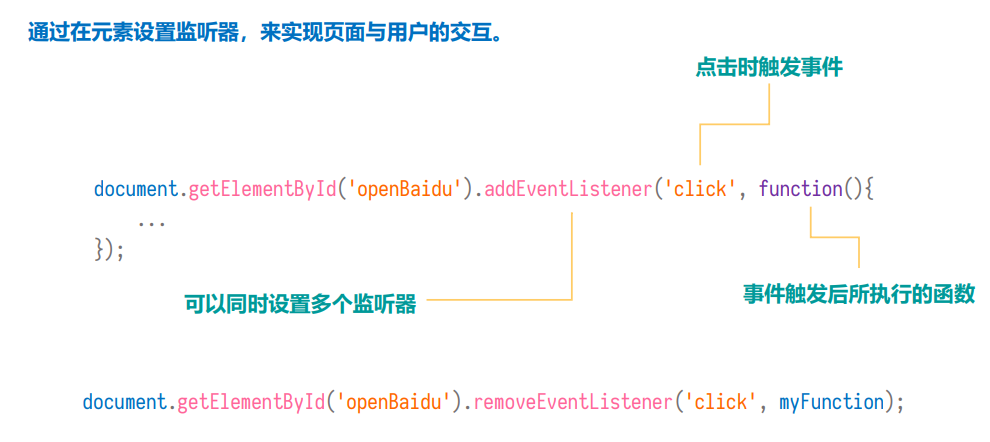 通过在元素设置监听器，来实现页面与用户的交互。
点击时触发事件
document.getElementById('openBaidu').addEventListener('click', function(){
...
});
可以同时设置多个监听器
事件触发后所执行的函数
document.getElementById('openBaidu').removeEventListener('click', myFunction);